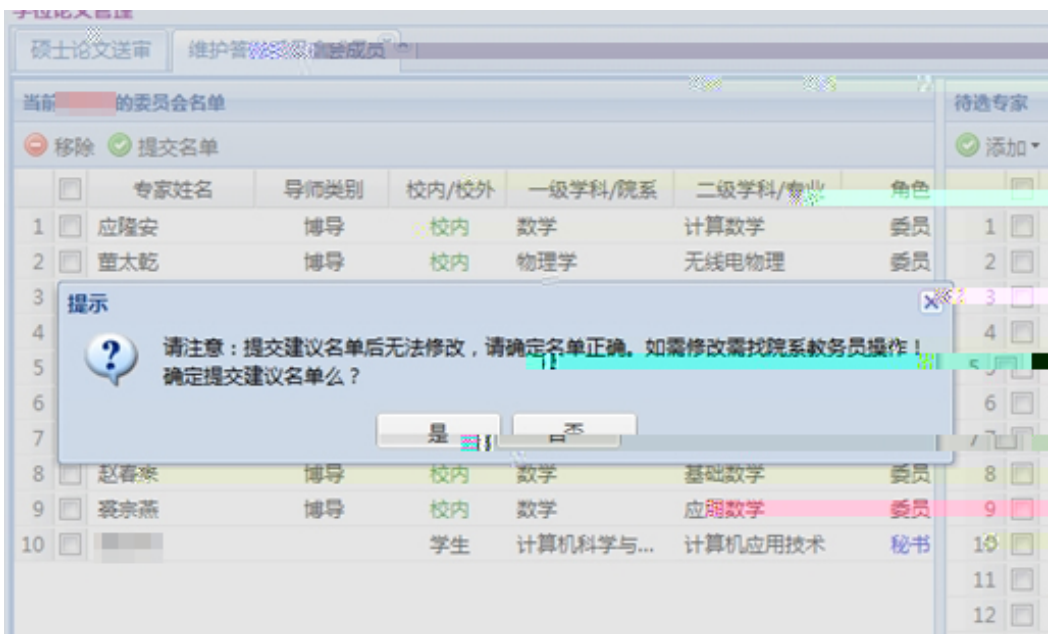 学位论文管理
硕士论文送审
当前 的委员会名单 待选专家
移除 提交名单 添加
专家姓名 导师类别 校内/校外 一级学科/院系 二级学科/专业 角色
1 应隆安 博导 校内 数学 计算数学 委员 1
2 董太乾 博导 校内 物理学 无线电物理 委员 2
3 提示 3
4 请注意：提交建议名单后无法修改，请确定名单正确。如需修改需找院系教务员操作！ 4
5 确定提交建议名单么？ 5
6 6
7 是 否 7
8 赵春来 博导 校内 数学 基础数学 委员 8
9 裘宗燕 博导 校内 数学 应用数学 委员 9
10 学生 计算机科学与... 计算机应用技术 秘书 10
11
12